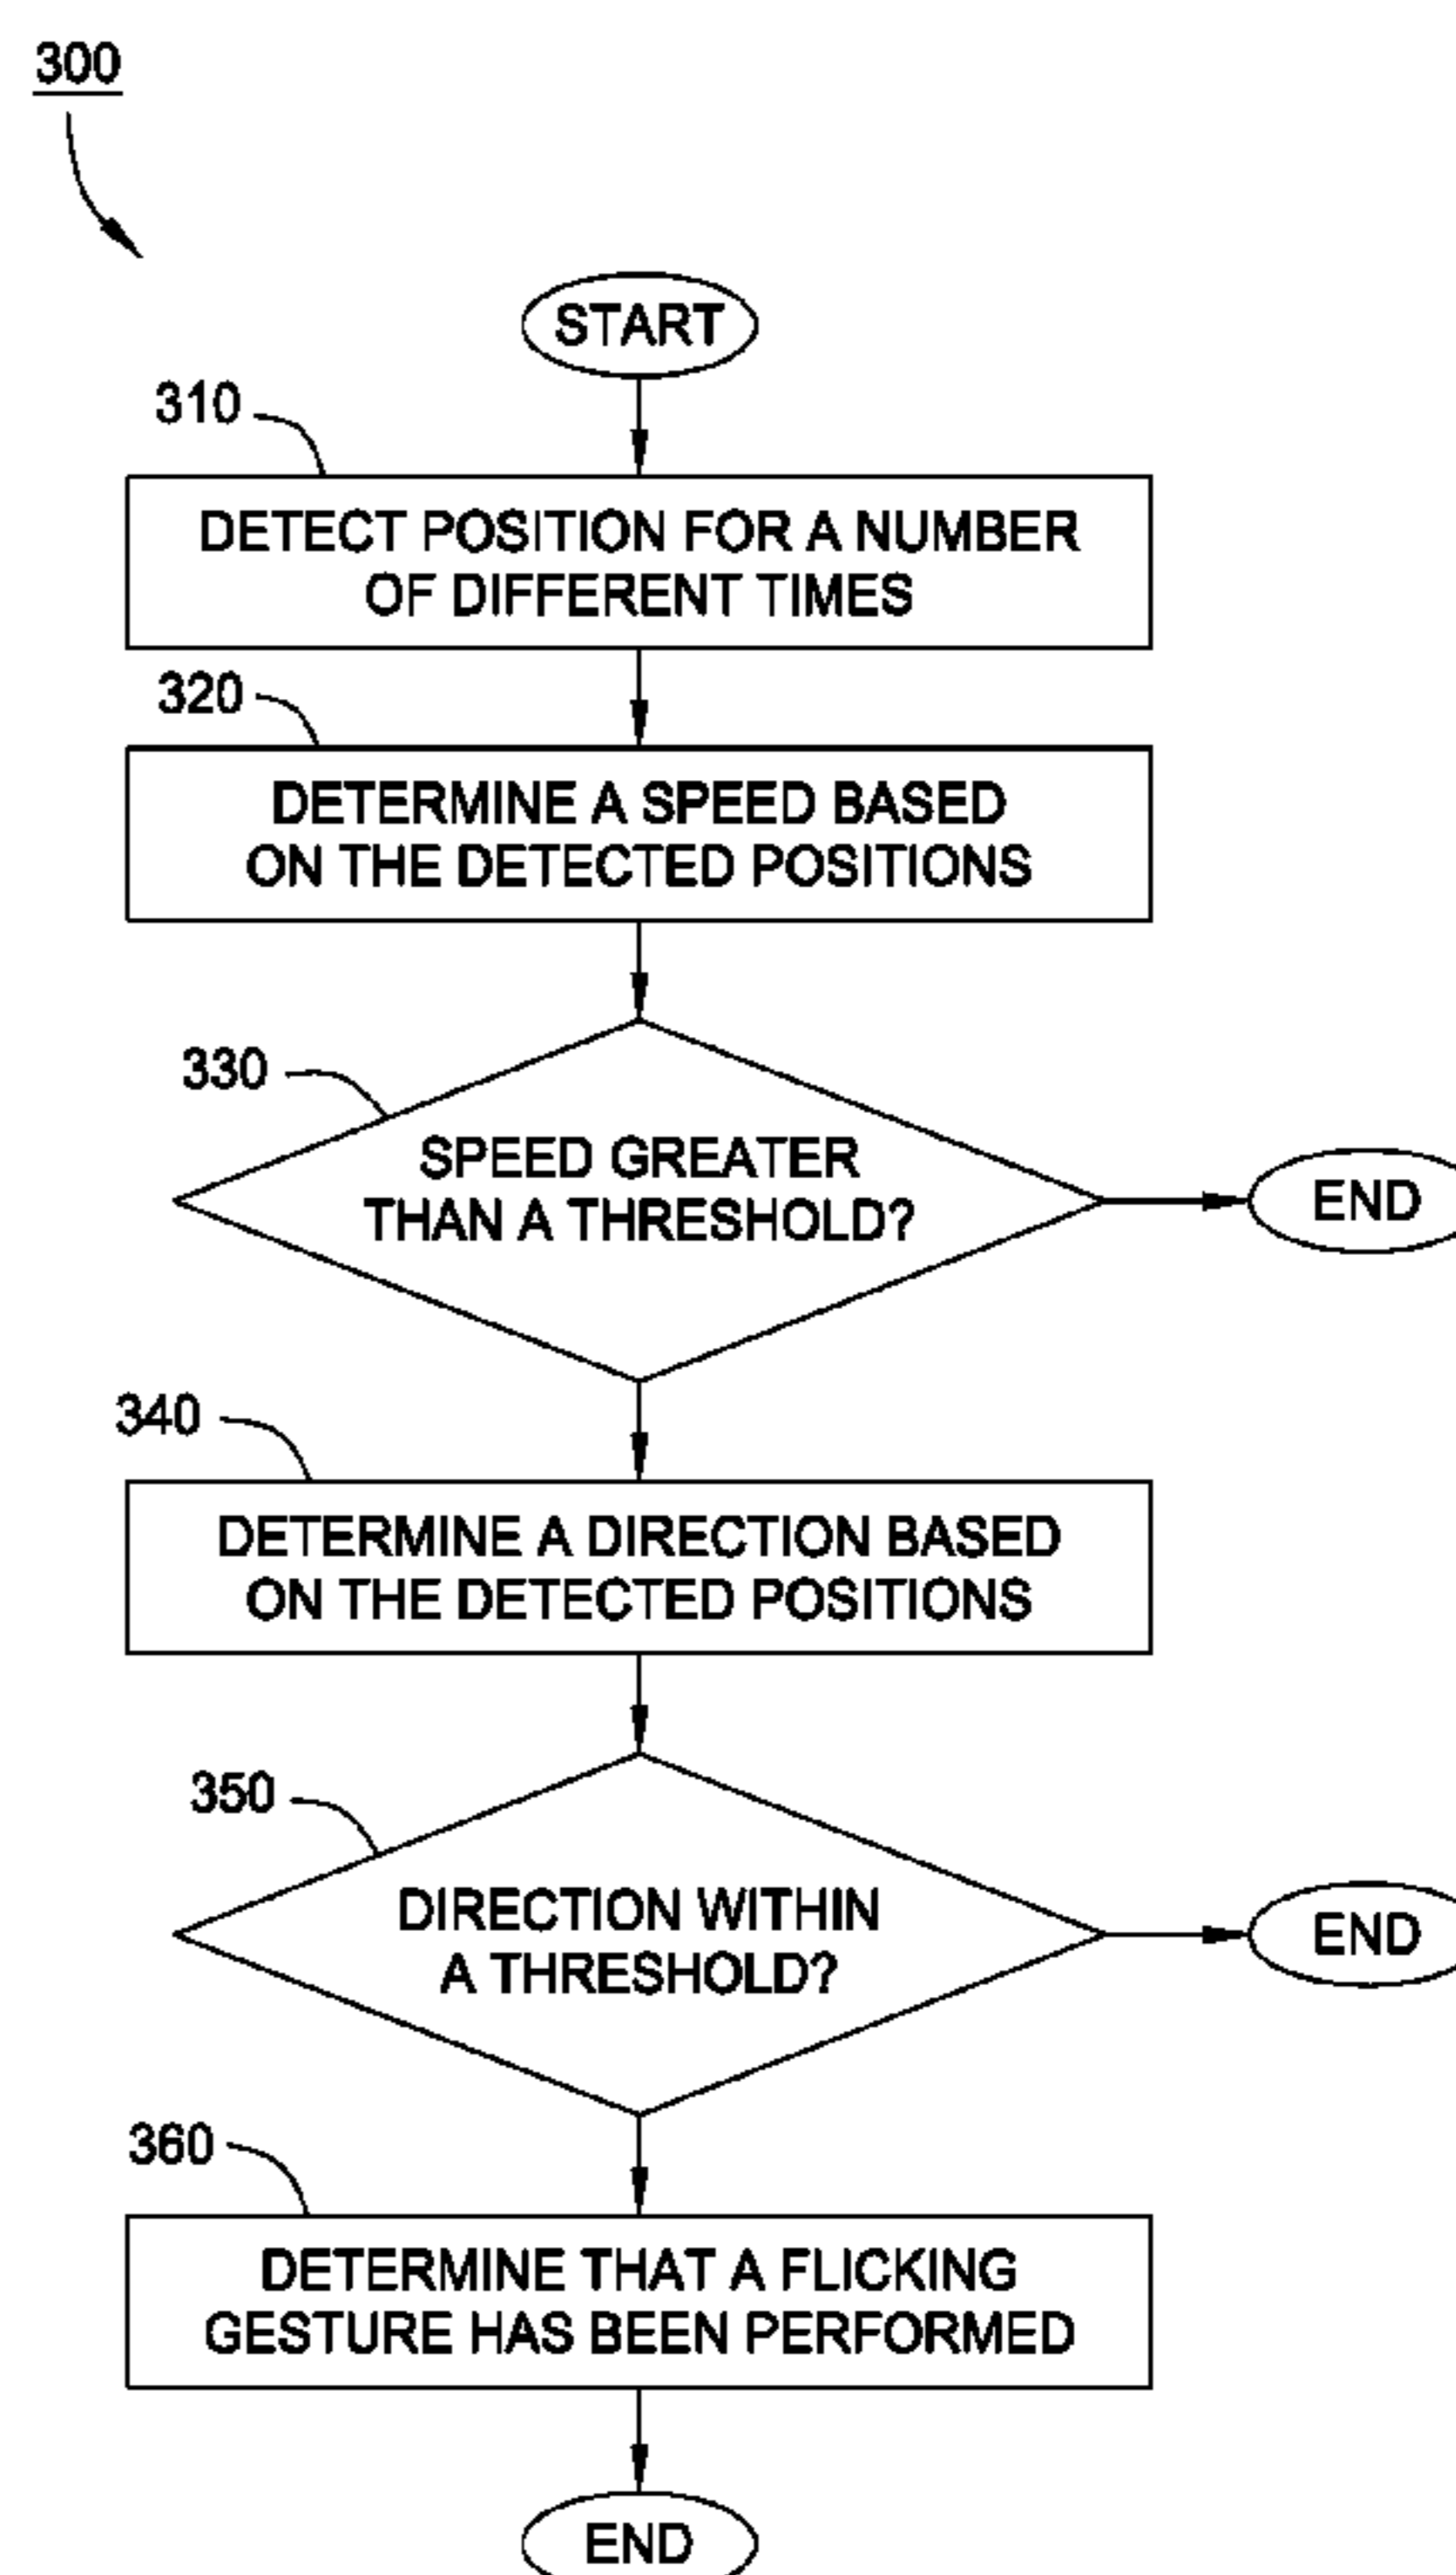 300
START
310
DETECT POSITION FOR A NUMBER
OF DIFFERENT TIMES
320
DETERMINE A SPEED BASED
ON THE DETECTED POSITIONS
330
SPEED GREATER
THAN A THRESHOLD?
END
340
DETERMINE A DIRECTION BASED
ON THE DETECTED POSITIONS
350
DIRECTION WITHIN
A THRESHOLD?
END
360
DETERMINE THAT A FLICKING
GESTURE HAS BEEN PERFORMED
END